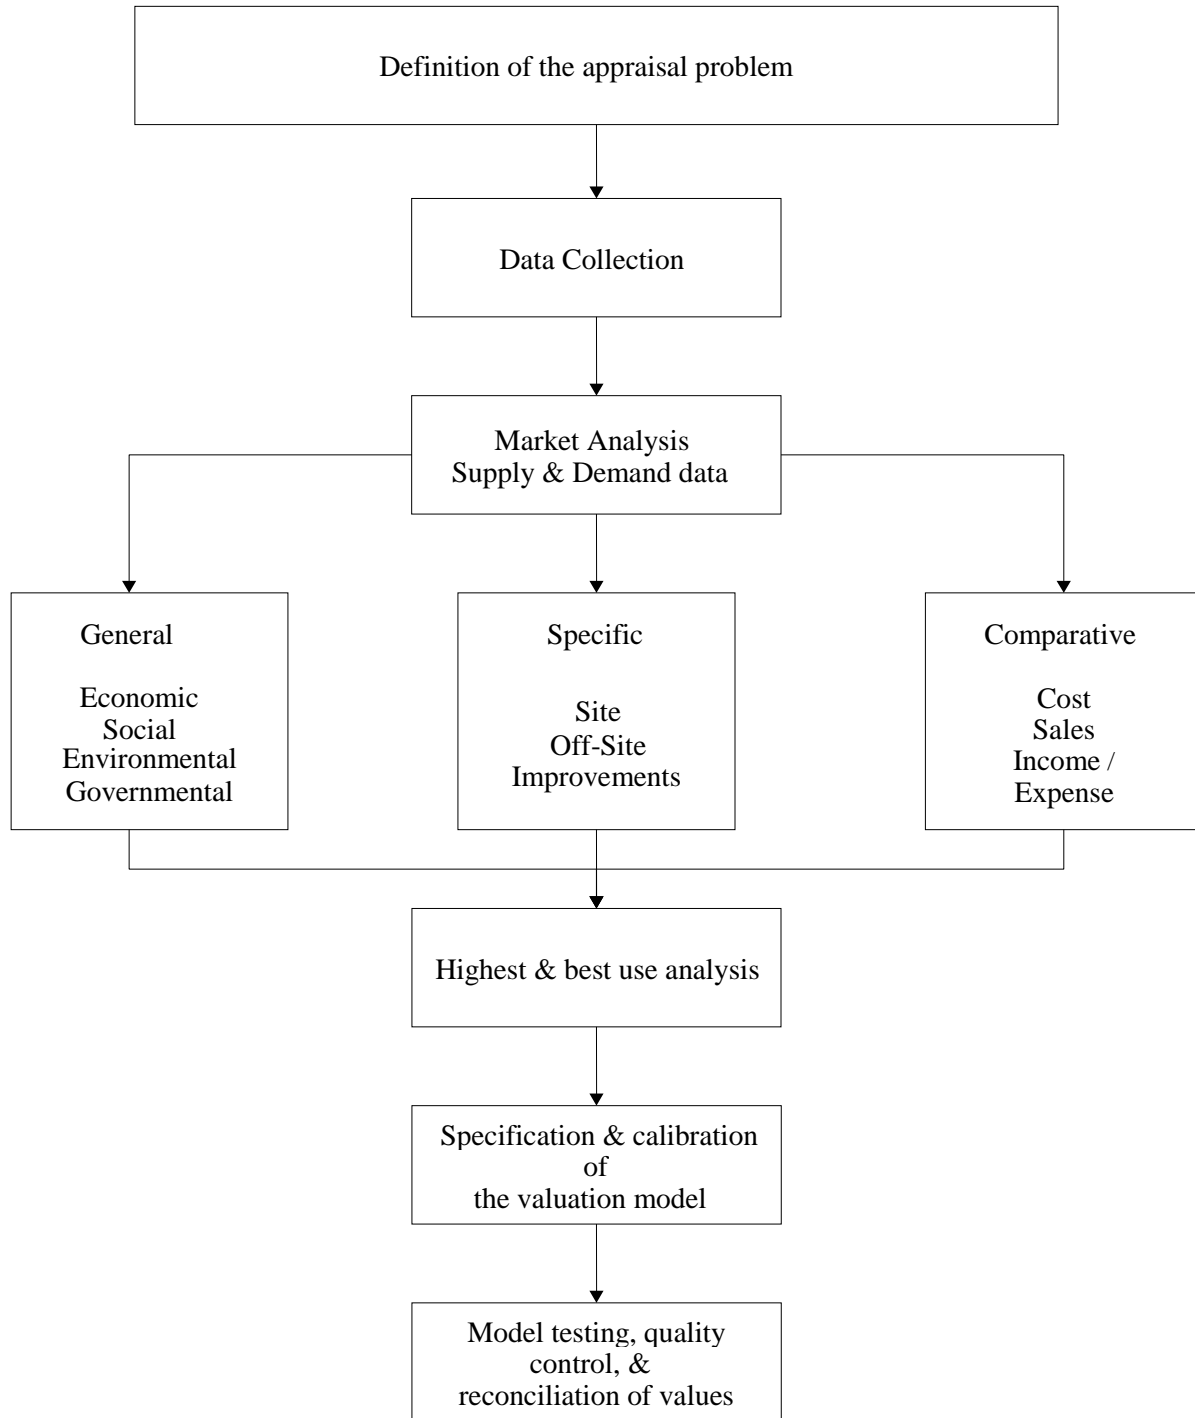 Definition of the appraisal problem
Data Collection
Market Analysis
Supply & Demand data
General
Economic
Social
Environmental
Governmental
Specific
Site
Off-Site
Improvements
Comparative
Cost
Sales
Income /
Expense
Highest & best use analysis
Specification & calibration
of
the valuation model
Model testing, quality
control, &
reconciliation of values